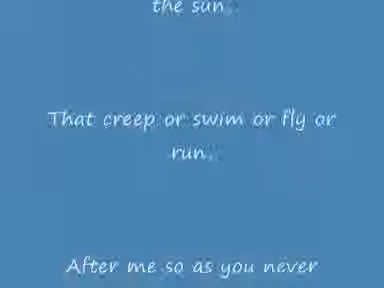 the sun,
That creep or swim or fly or
run,
After me so as you never